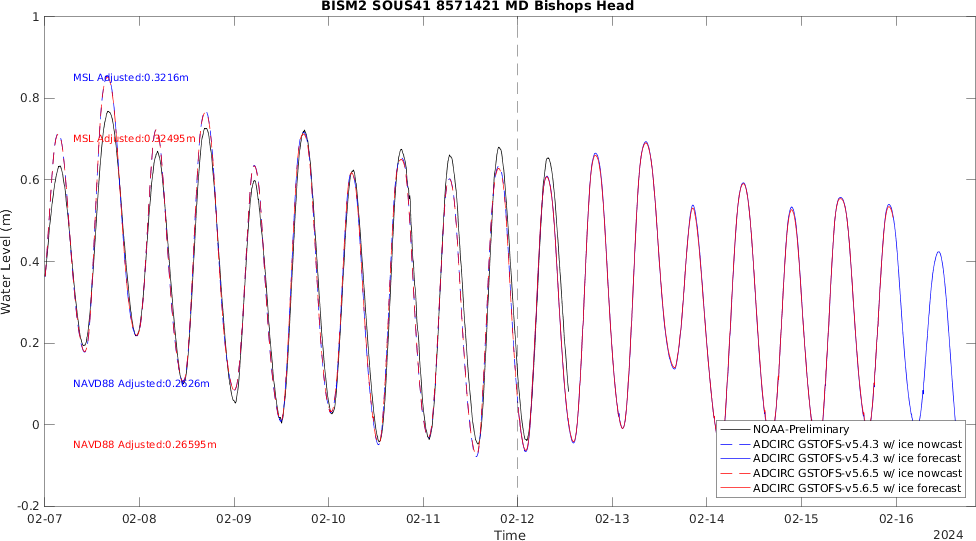 BISM2 SOUS41 8571421 MD Bishops Head
1
0.8
0.6
0.4
0.2
0
-0.2
Water Level (m)
MSL Adjusted:0.3216m
MSL Adjusted:0.32495m
NAVD88 Adjusted:0.2626m
NAVD88 Adjusted:0.26595m
NOAA-Preliminary
ADCIRC GSTOFS-v5.4.3 w/ ice nowcast
ADCIRC GSTOFS-v5.4.3 w/ ice forecast
ADCIRC GSTOFS-v5.6.5 w/ ice nowcast
ADCIRC GSTOFS-v5.6.5 w/ ice forecast
02-07 02-08 02-09 02-10 02-11 02-12 02-13 02-14 02-15 02-16
Time
2024